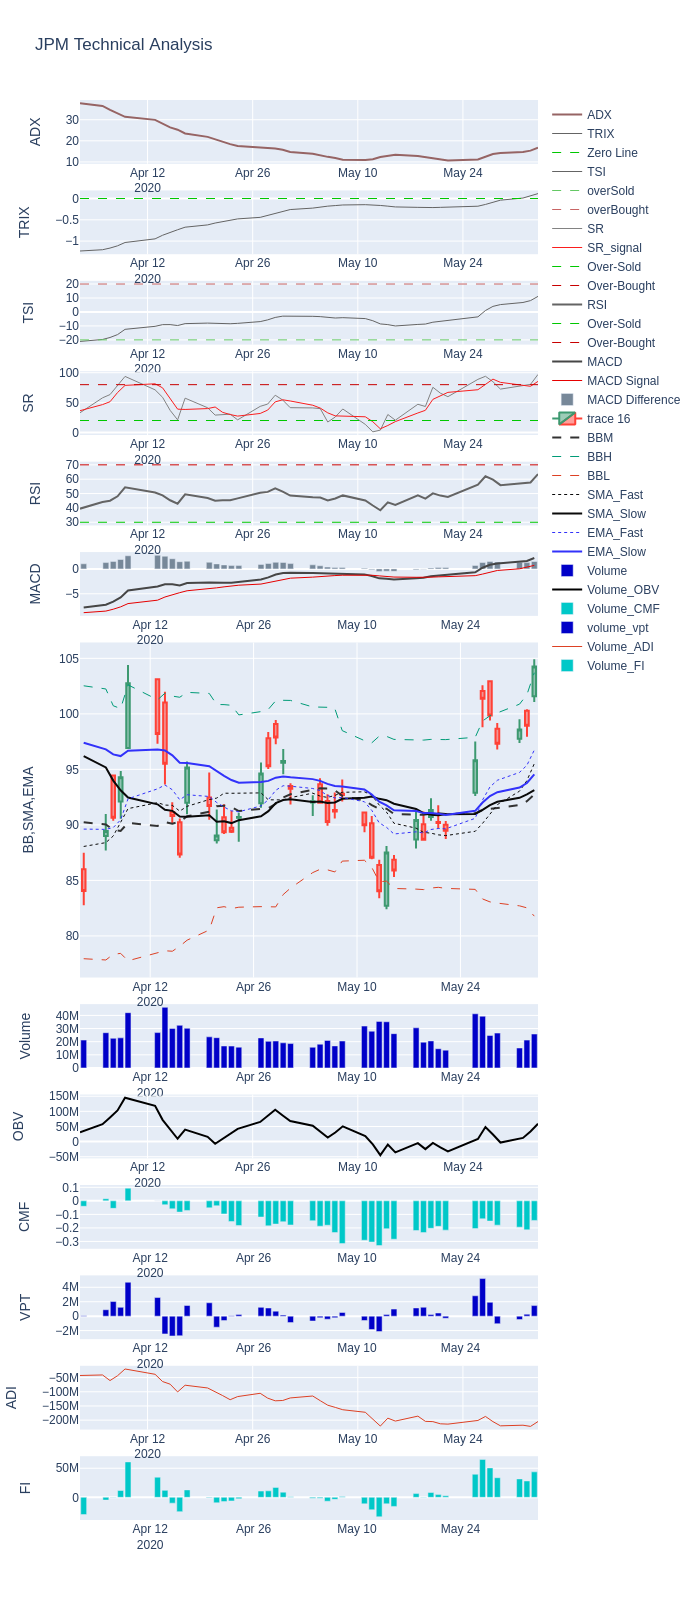 JPM Technical Analysis
ADX
30
20
10
Apr 12
2020
Apr 26
May 10
May 24
TRIX
0
−0.5
−1
Apr 12
2020
Apr 26
May 10
May 24
TSI
20
10
0
−10
−20
Apr 12
2020
Apr 26
May 10
May 24
SR
100
50
0
Apr 12
2020
Apr 26
May 10
May 24
RSI
70
60
50
40
30
Apr 12
2020
Apr 26
May 10
May 24
MACD
0
−5
Apr 12
2020
Apr 26
May 10
May 24
BB,SMA,EMA
105
100
95
90
85
80
Apr 12
2020
Apr 26
May 10
May 24
Volume
40M
30M
20M
10M
0
Apr 12
2020
Apr 26
May 10
May 24
OBV
150M
100M
50M
0
−50M
Apr 12
2020
Apr 26
May 10
May 24
CMF
0.1
0
−0.1
−0.2
−0.3
Apr 12
2020
Apr 26
May 10
May 24
VPT
4M
2M
0
−2M
Apr 12
2020
Apr 26
May 10
May 24
ADI
−50M
−100M
−150M
−200M
Apr 12
2020
Apr 26
May 10
May 24
FI
50M
0
Apr 12
2020
Apr 26
May 10
May 24
ADX
TRIX
Zero Line
TSI
overSold
overBought
SR
SR_signal
Over-Sold
Over-Bought
RSI
Over-Sold
Over-Bought
MACD
MACD Signal
MACD Difference
trace 16
BBM
BBH
BBL
SMA_Fast
SMA_Slow
EMA_Fast
EMA_Slow
Volume
Volume_OBV
Volume_CMF
volume_vpt
Volume_ADI
Volume_FI